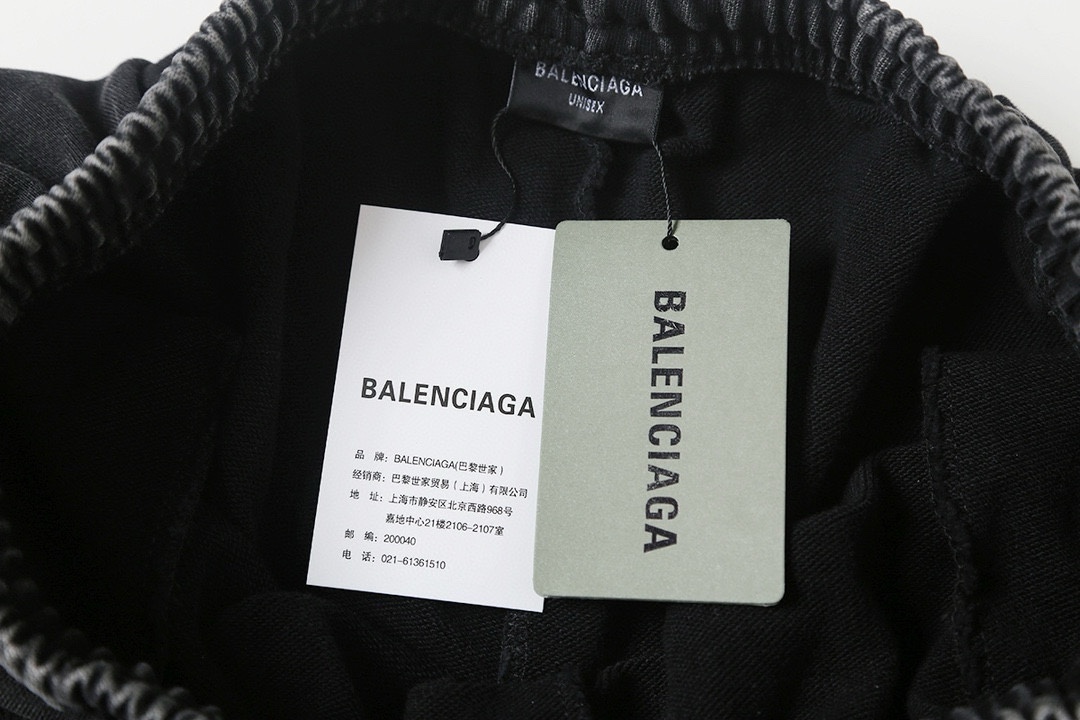 BALENCIAGA
UNISEX
BALENCIAGA
品 牌：BALENCIAGA(巴黎世家）
经销商：巴黎世家贸易（上海）有限公司
地 址：上海市静安区北京西路968号
嘉地中心21楼2106-2107室
邮 编：200040
电 话：021-61361510
BALENCIAGA